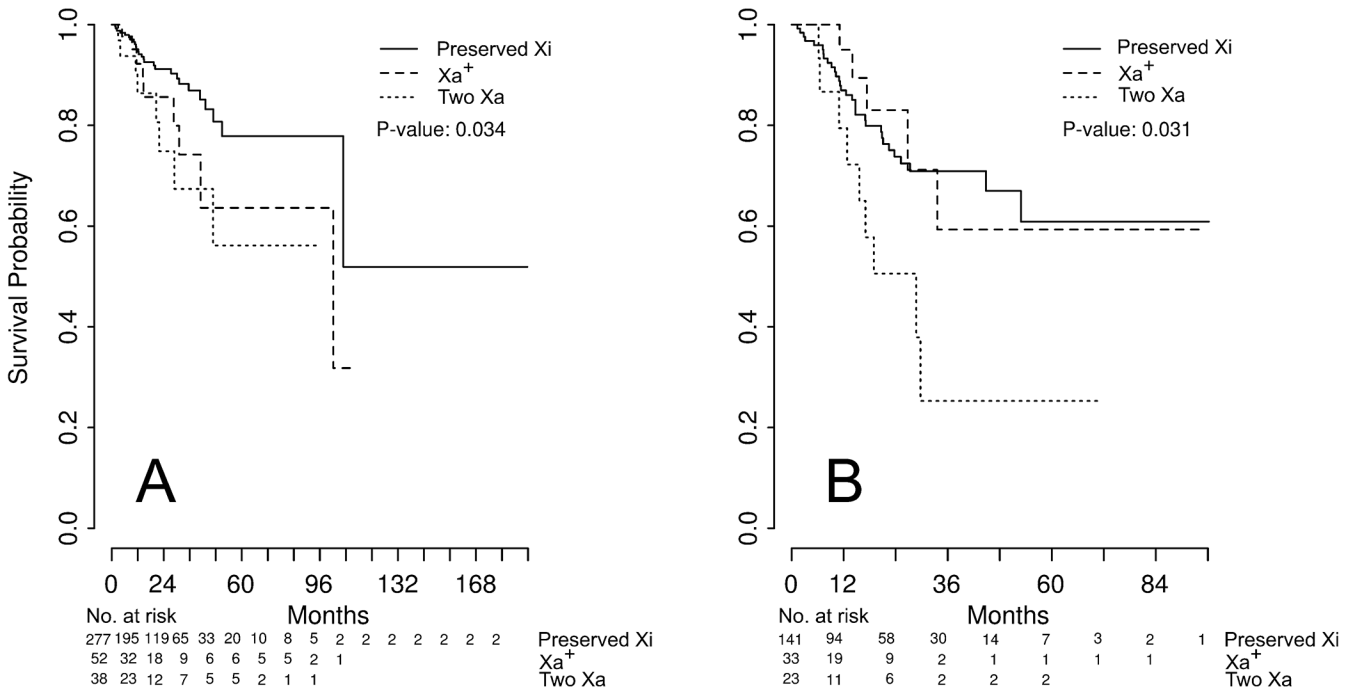 Survival Probability
1.0
0.8
0.6
0.4
0.2
0.0
Preserved Xi
Xa+
Two Xa
P-value: 0.034
A
0 24 60 96 132 168
Months
No. at risk
277 195 119 65 33 20 10 8 5 2 2 2 2 2 2 2 Preserved Xi
52 32 18 9 6 6 5 5 2 1 Xa+
38 23 12 7 5 5 2 1 1 Two Xa
1.0
0.8
0.6
0.4
0.2
0.0
Preserved Xi
Xa+
Two Xa
P-value: 0.031
B
0 12 36 60 84
Months
No. at risk
141 94 58 30 14 7 3 2 1 Preserved Xi
33 19 9 2 1 1 1 1 Xa+
23 11 6 2 2 2 Two Xa